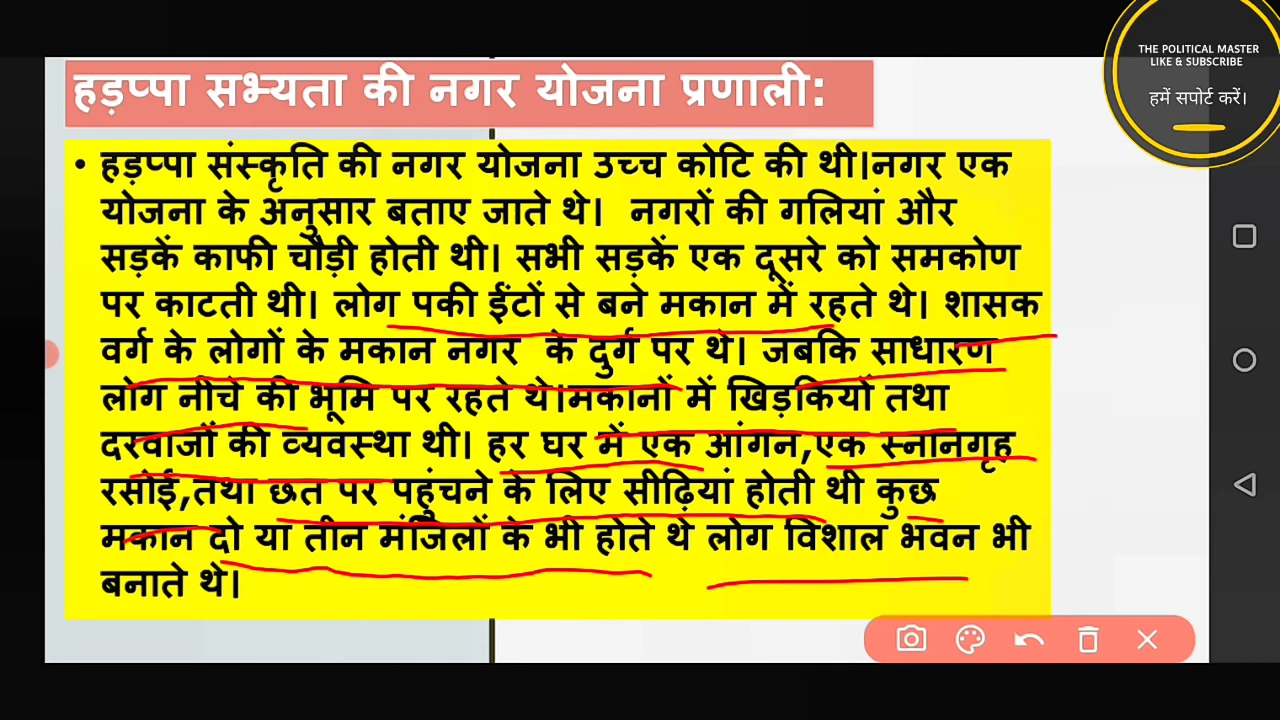 THE POLITICAL MASTER
LIKE & SUBSCRIBE
हमें सपोर्ट करें।
हड़प्पा सभ्यता की नगर योजना प्रणाली:
• हड़प्पा संस्कृति की नगर योजना उच्च कोटि की थी।नगर एक
योजना के अनुसार बताए जाते थे। नगरों की गलियां और
सड़कें काफी चौड़ी होती थी। सभी सड़कें एक दूसरे को समकोण
पर काटती थी। लोग पकी ईंटों से बने मकान में रहते थे। शासक
वर्ग के लोगों के मकान नगर के दुर्ग पर थे। जबकि साधारण
लोग नीचे की भूमि पर रहते थे।मकानों में खिड़कियों तथा
दरवाजों की व्यवस्था थी। हर घर में एक आंगन,एक स्नानगृह
रसोई,तथा छत पर पहुंचने के लिए सीढ़ियां होती थी कुछ
मकान दो या तीन मंजिलों के भी होते थे लोग विशाल भवन भी
बनाते थे।